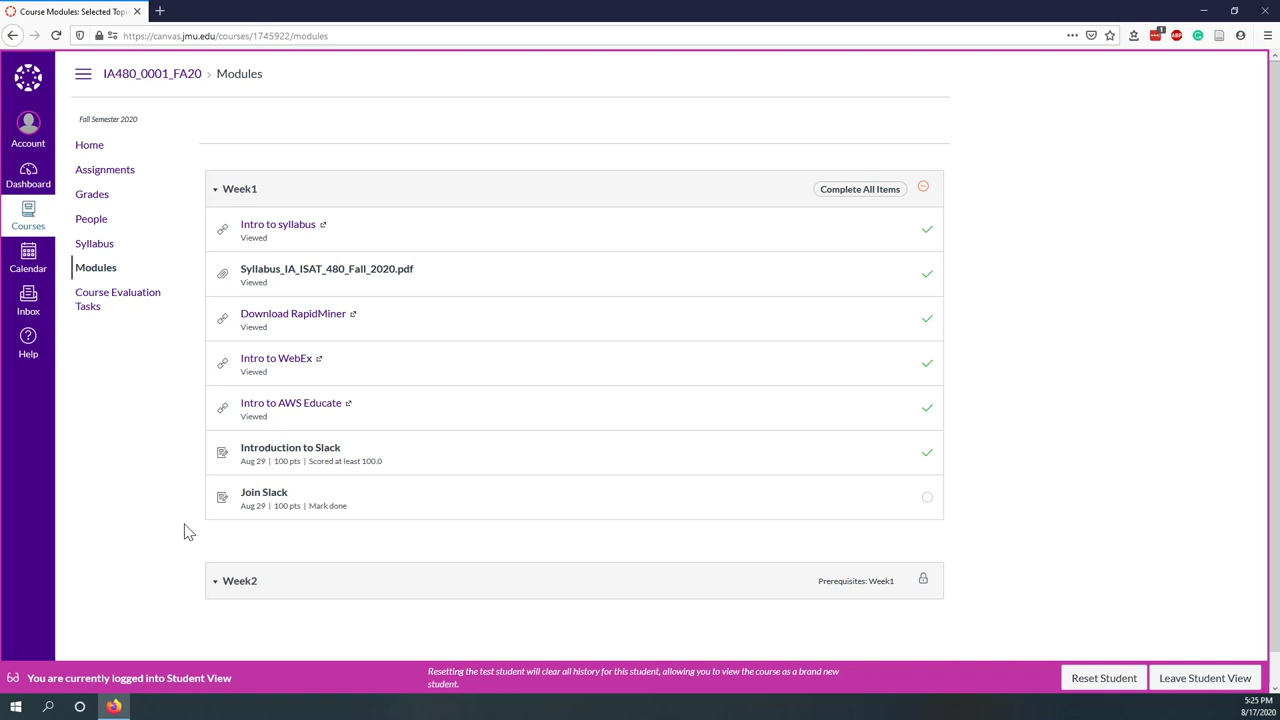 Course Modules: Selected Topi
https://canvas.jmu.edu/courses/1745922/modules
1
ABP
IA480_0001_FA20 › Modules
Fall Semester 2020
Account
Dashboard
Courses
Calendar
Inbox
Help
Home
Assignments
Grades
People
Syllabus
Modules
Course Evaluation
Tasks
Week1
Complete All Items
Intro to syllabus
Viewed
Syllabus_IA_ISAT_480_Fall_2020.pdf
Viewed
Download RapidMiner
Viewed
Intro to WebEx
Viewed
Intro to AWS Educate
Viewed
Introduction to Slack
Aug 29 | 100 pts | Scored at least 100.0
Join Slack
Aug 29 | 100 pts | Mark done
Week2
Prerequisites: Week1
You are currently logged into Student View
Resetting the test student will clear all history for this student, allowing you to view the course as a brand new
student.
Reset Student
Leave Student View
5:25 PM
8/17/2020